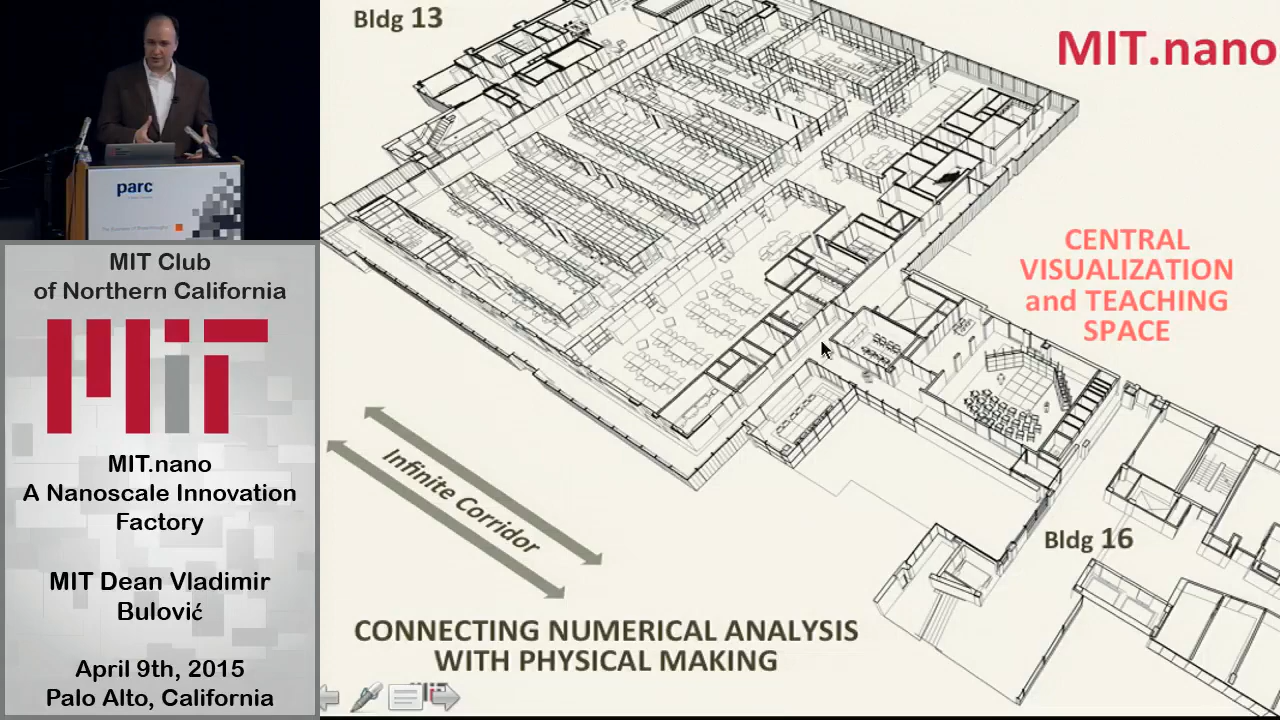 parc
MIT Club
of Northern California
MIT
MIT.nano
A Nanoscale Innovation
Factory
MIT Dean Vladimir
Bulović
April 9th, 2015
Palo Alto, California
Bldg 13
MIT.nano
CENTRAL
VISUALIZATION
and TEACHING
SPACE
Infinite Corridor
Bldg 16
CONNECTING NUMERICAL ANALYSIS
WITH PHYSICAL MAKING